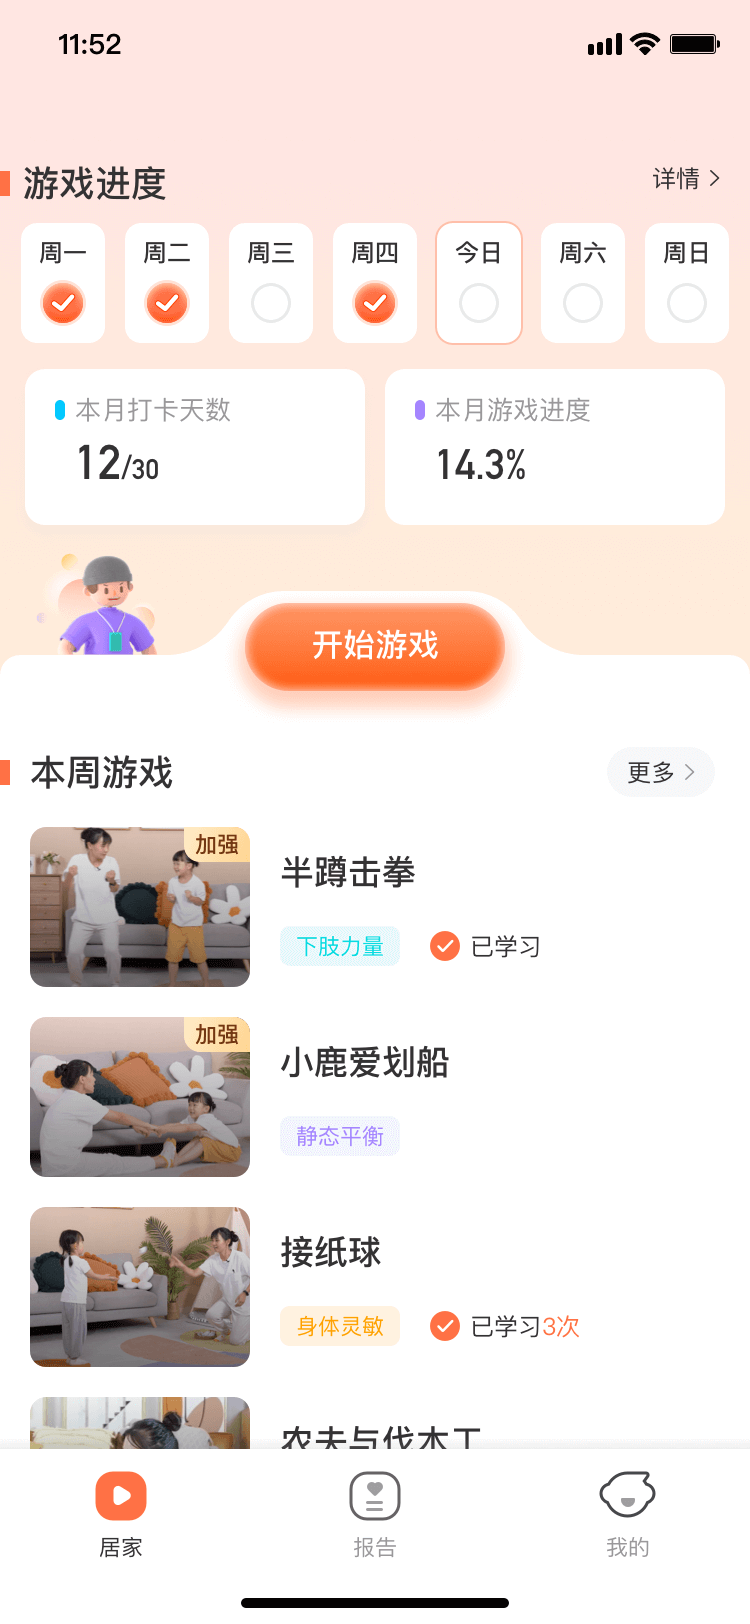 11:52
游戏进度
详情
周一 周二 周三 周四 今日 周六 周日
本月打卡天数
12/30
本月游戏进度
14.3%
开始游戏
本周游戏
更多
加强
半蹲击拳
下肢力量
已学习
加强
小鹿爱划船
静态平衡
接纸球
身体灵敏
已学习3次
农夫与伐木工
居家 报告 我的